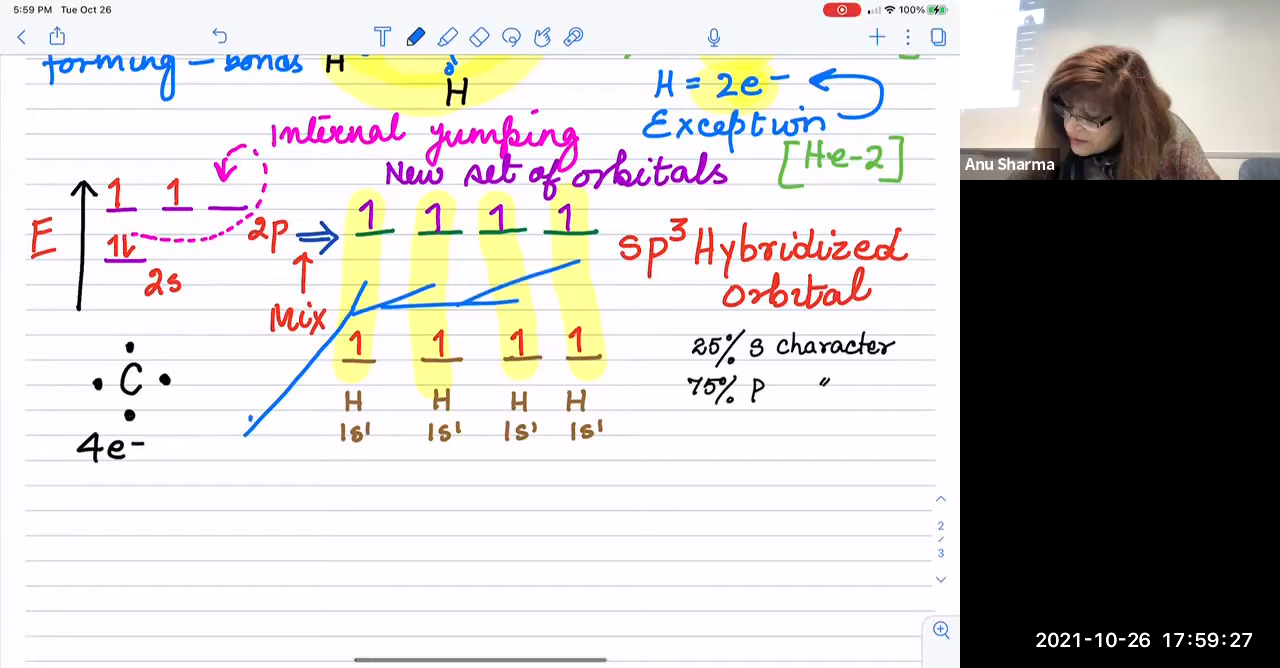 5:59 PM Tue Oct 26
100%
forming - bonds H
H
H = 2e-
Exception
[He-2]
Internal Jumping
New set of orbitals
1 1
E
1L
2p
2s
Mix
1 1 1 1
sp³ Hybridized
Orbital
1 1 1 1
25% s character
75% p "
H H H H
1s¹ 1s¹ 1s¹ 1s¹
C
4e-
2
3
Anu Sharma
2021-10-26 17:59:27